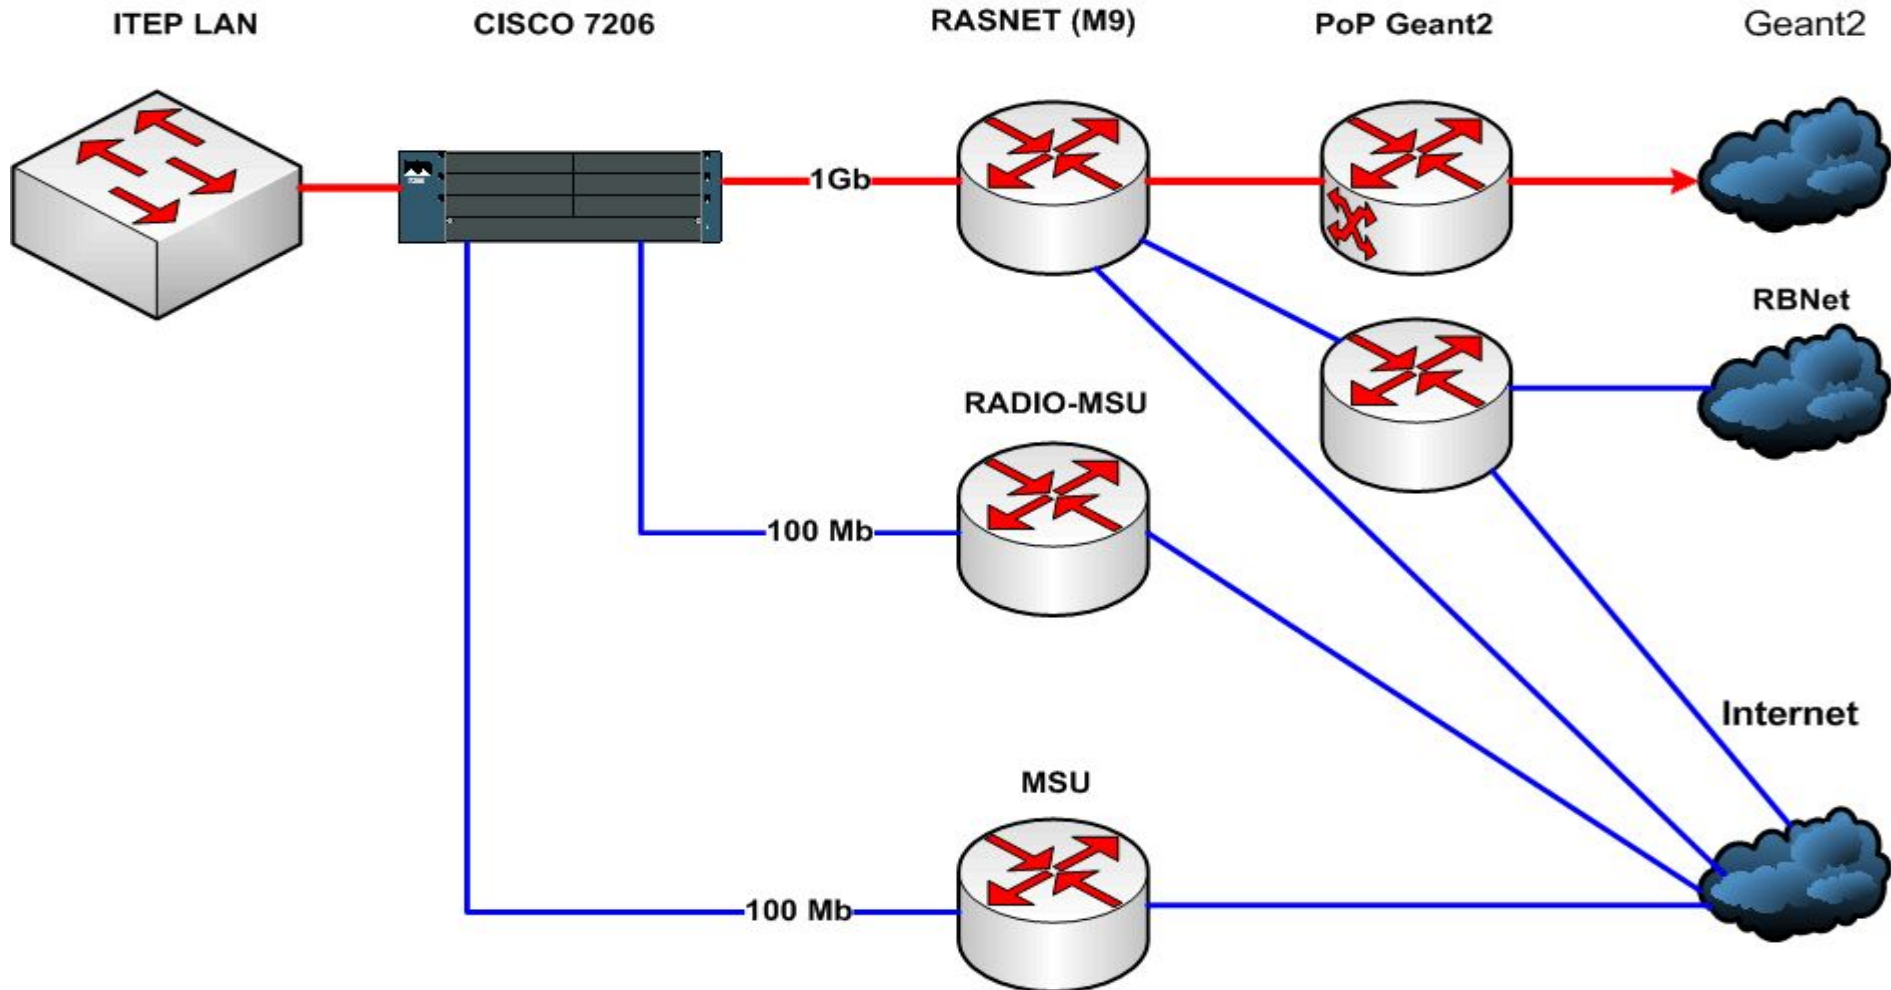 ITEP LAN
CISCO 7206
RASNET (M9)
PoP Geant2
Geant2
1Gb
RBNet
RADIO-MSU
100 Mb
Internet
MSU
100 Mb